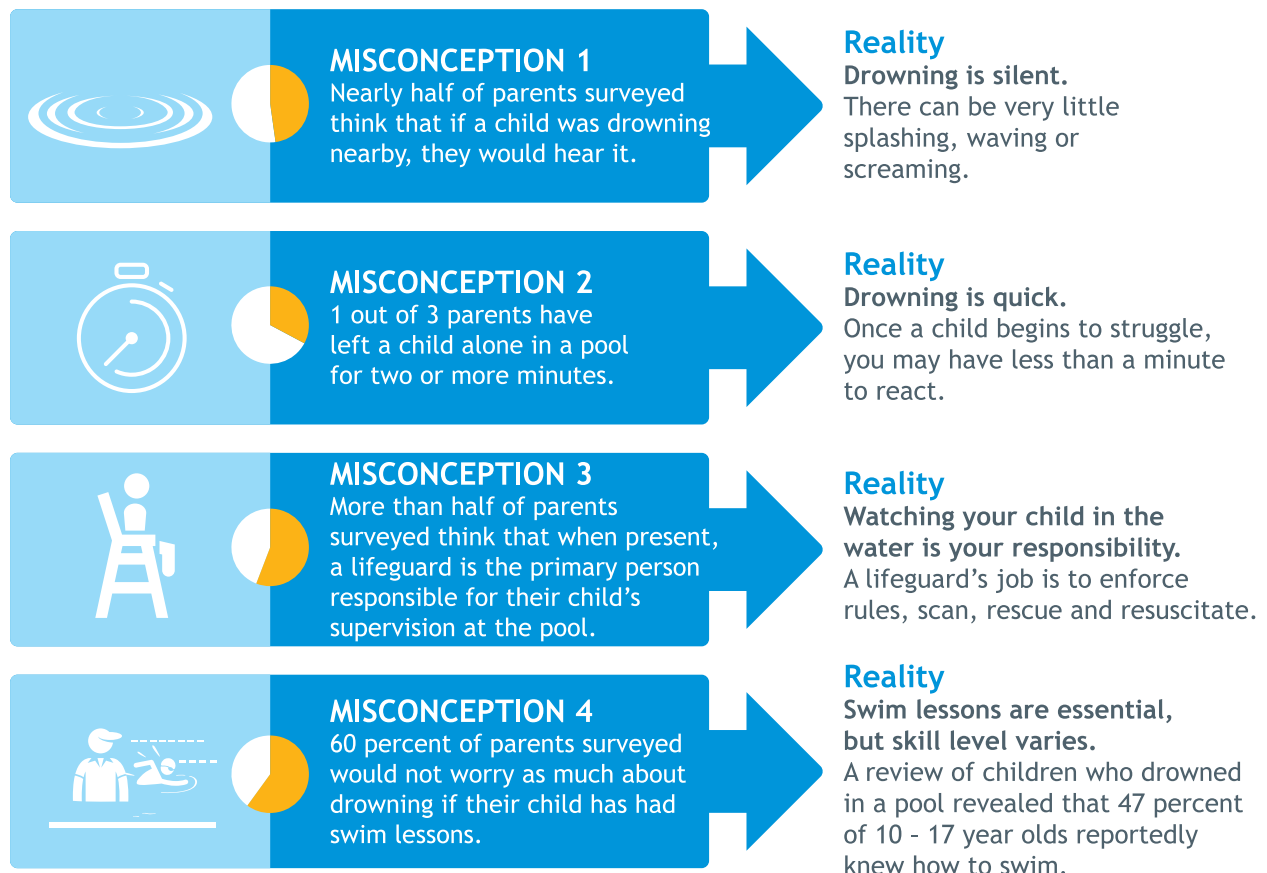 MISCONCEPTION 1
Nearly half of parents surveyed
think that if a child was drowning
nearby, they would hear it.
Reality
Drowning is silent.
There can be very little
splashing, waving or
screaming.
MISCONCEPTION 2
1 out of 3 parents have
left a child alone in a pool
for two or more minutes.
Reality
Drowning is quick.
Once a child begins to struggle,
you may have less than a minute
to react.
MISCONCEPTION 3
More than half of parents
surveyed think that when present,
a lifeguard is the primary person
responsible for their child’s
supervision at the pool.
Reality
Watching your child in the
water is your responsibility.
A lifeguard’s job is to enforce
rules, scan, rescue and resuscitate.
MISCONCEPTION 4
60 percent of parents surveyed
would not worry as much about
drowning if their child has had
swim lessons.
Reality
Swim lessons are essential,
but skill level varies.
A review of children who drowned
in a pool revealed that 47 percent
of 10 – 17 year olds reportedly
knew how to swim.